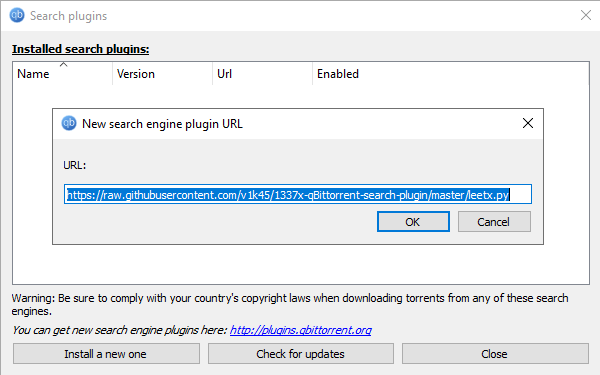 qb Search plugins
Installed search plugins:
Name Version Url Enabled
qb New search engine plugin URL
URL:
https://raw.githubusercontent.com/v1k45/1337x-qBittorrent-search-plugin/master/leetx.py
OK Cancel
Warning: Be sure to comply with your country's copyright laws when downloading torrents from any of these search
engines.
You can get new search engine plugins here: http://plugins.qbittorrent.org
Install a new one Check for updates Close